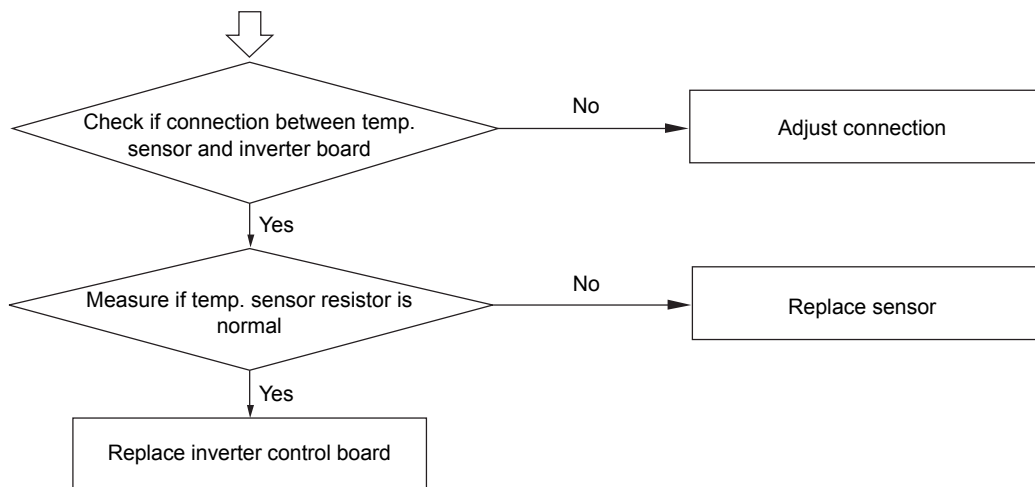 Check if connection between temp.
sensor and inverter board
No
Adjust connection
Yes
Measure if temp. sensor resistor is
normal
No
Replace sensor
Yes
Replace inverter control board